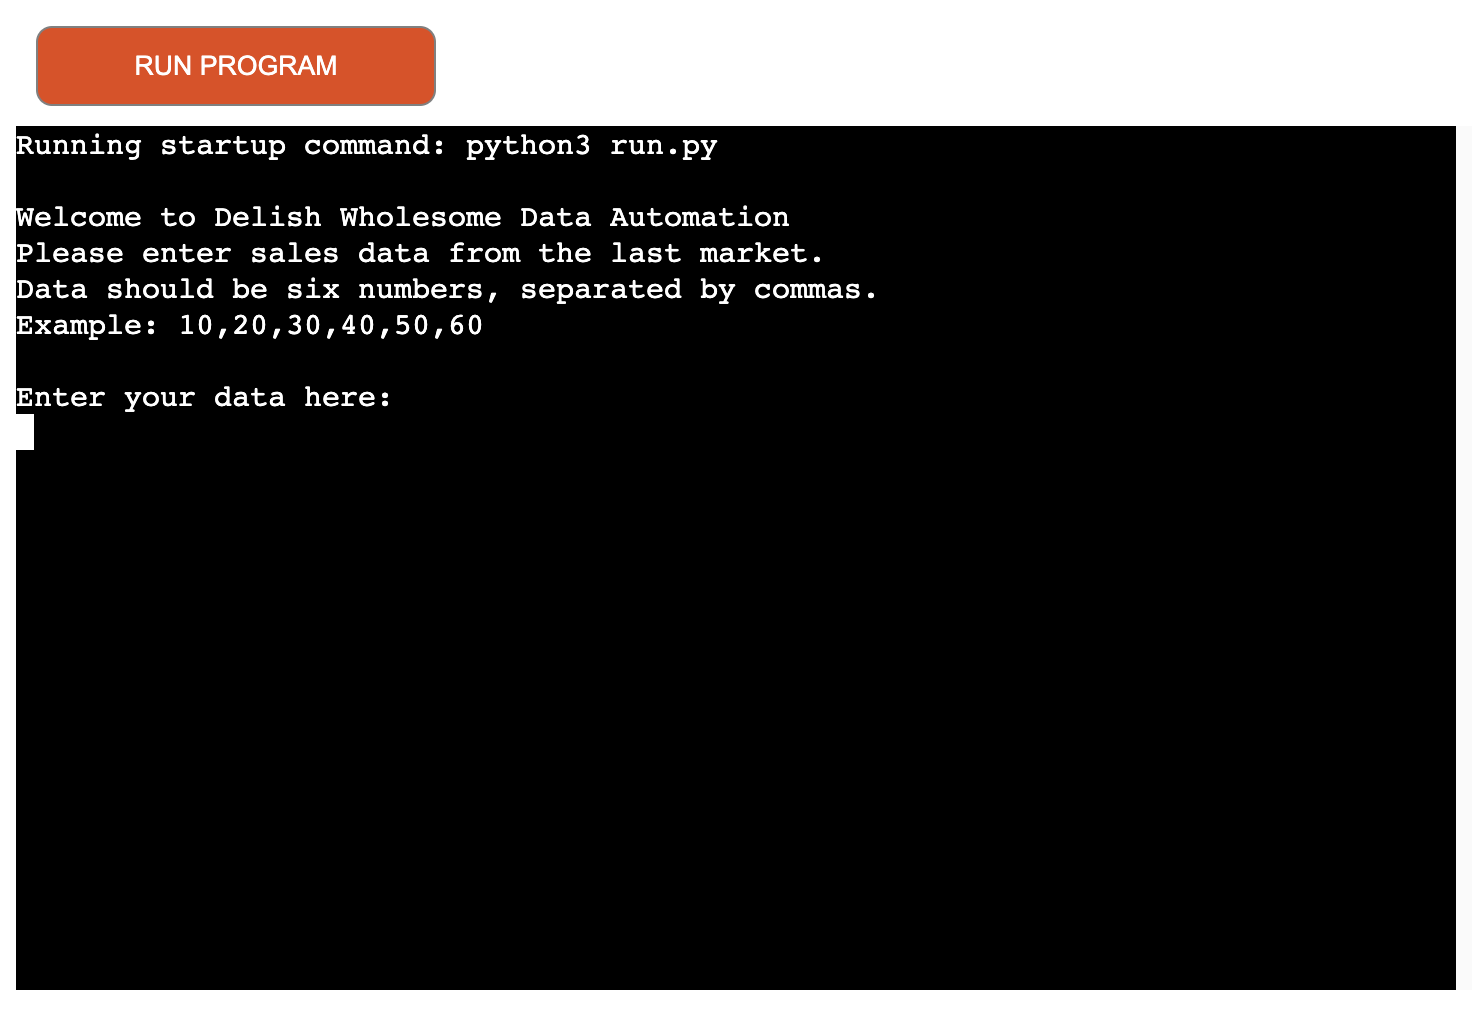 RUN PROGRAM
Running startup command: python3 run.py
Welcome to Delish Wholesome Data Automation
Please enter sales data from the last market.
Data should be six numbers, separated by commas.
Example: 10,20,30,40,50,60
Enter your data here: